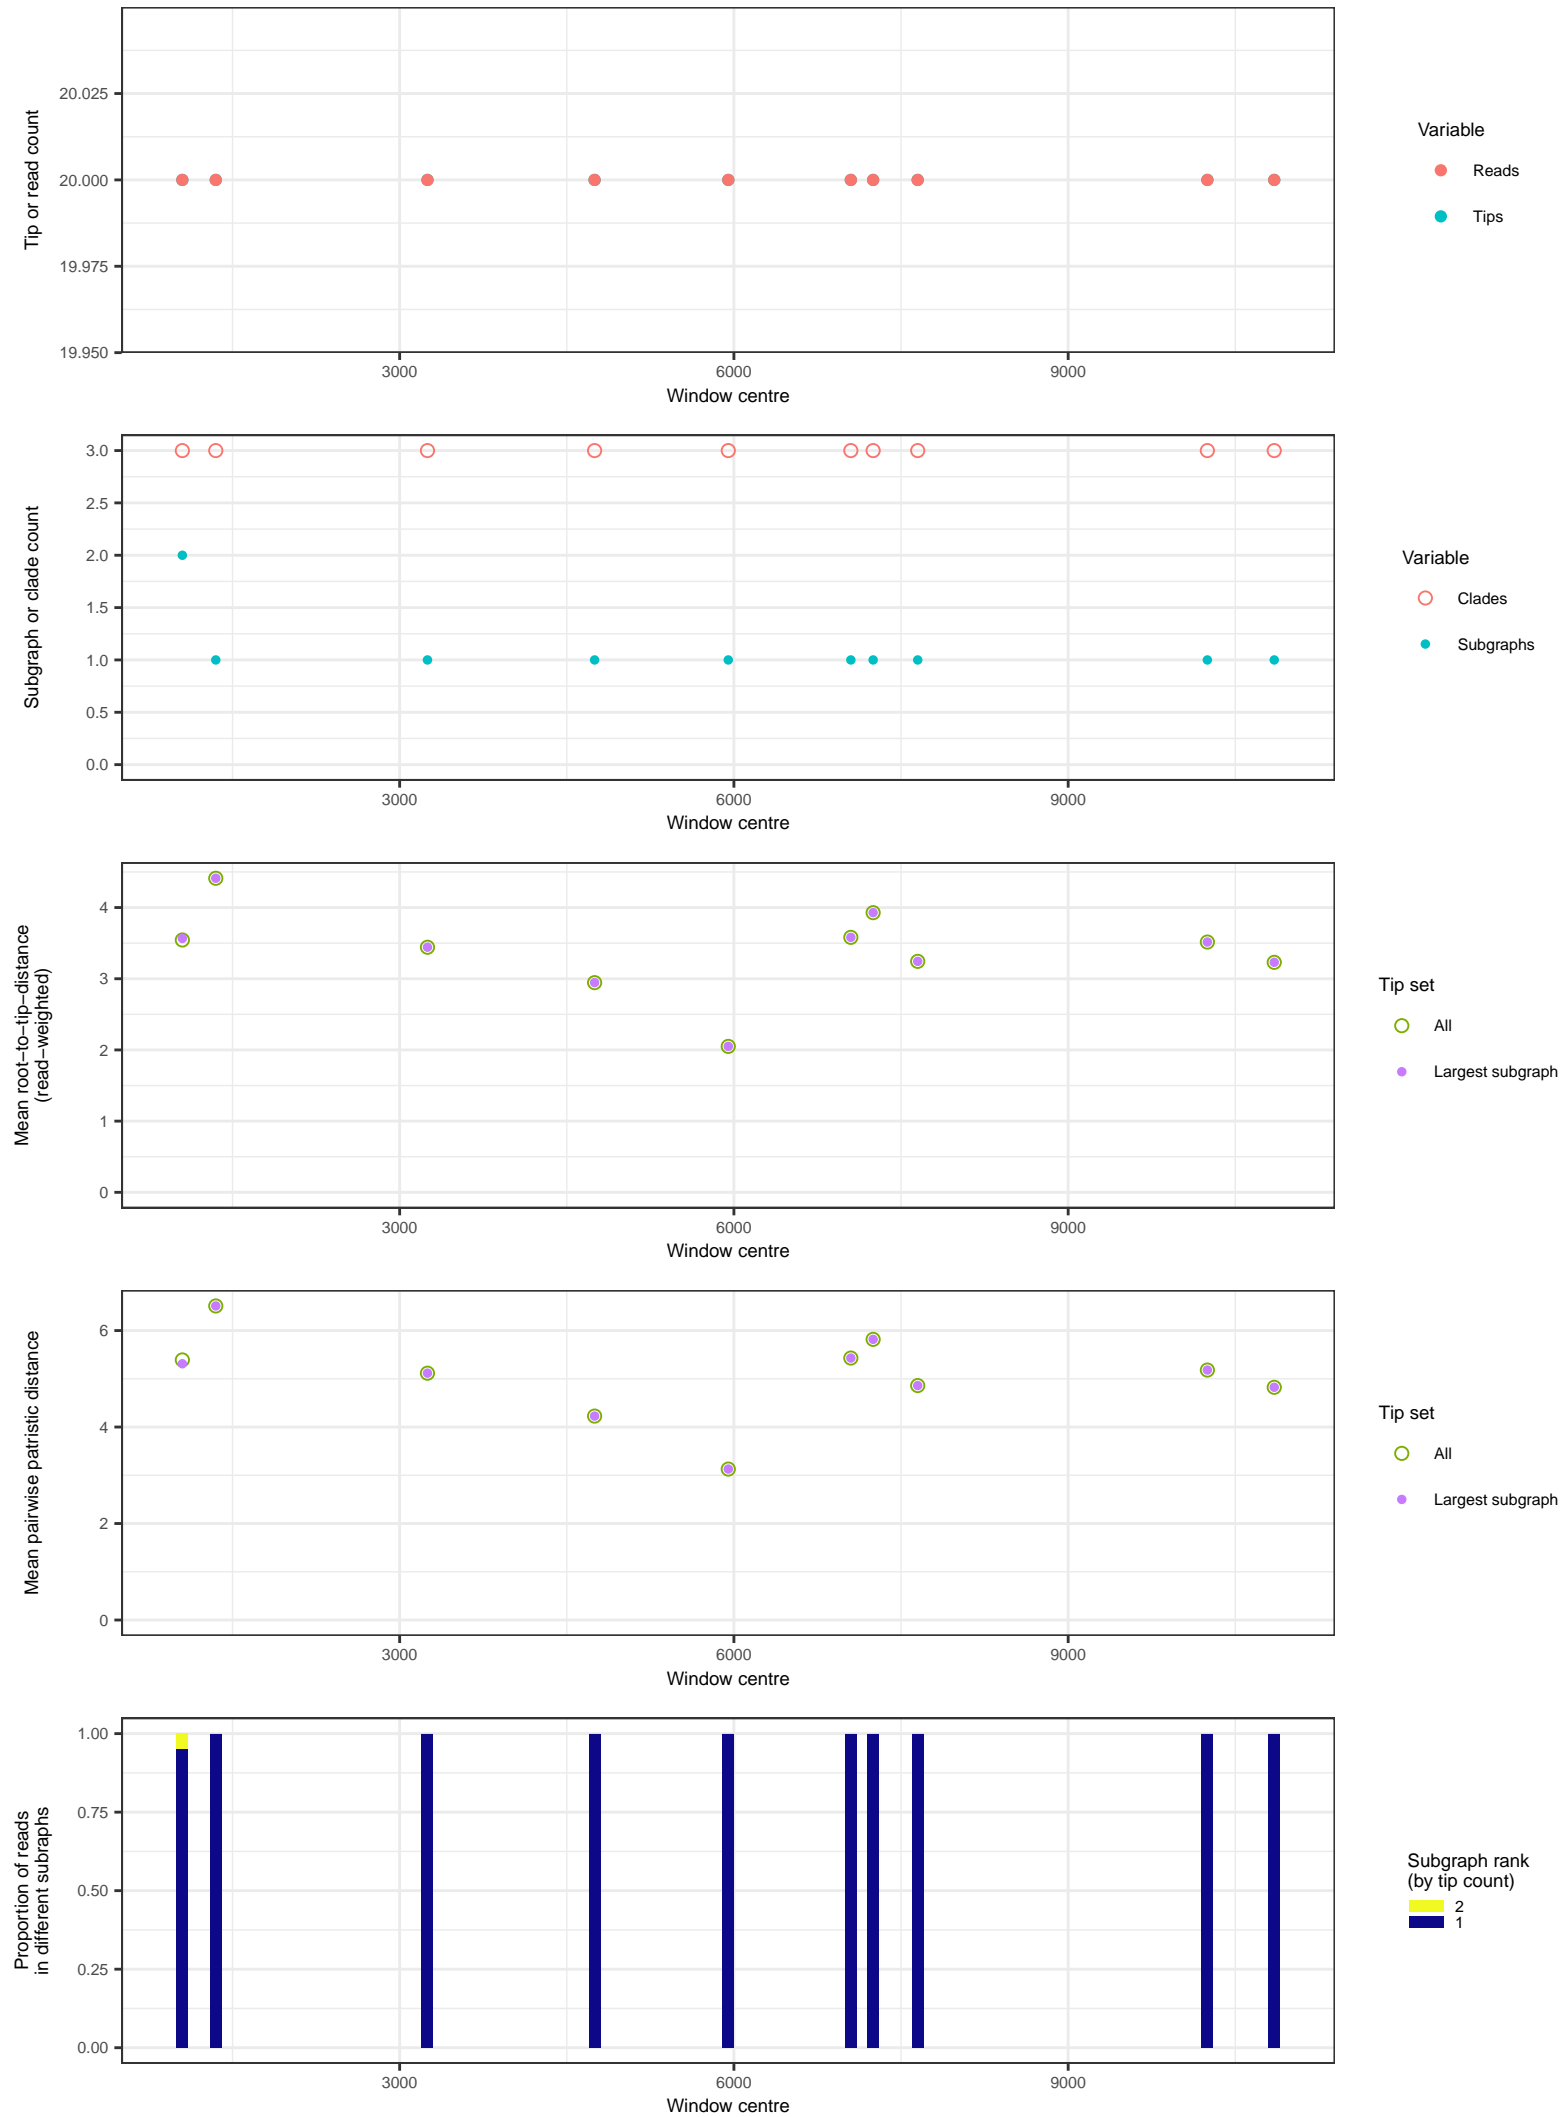 20.025
20.000
19.975
19.950
Tip or read count
3000 6000 9000
Window centre
Variable
Reads
Tips
3.0
2.5
2.0
1.5
1.0
0.5
0.0
Subgraph or clade count
3000 6000 9000
Window centre
Variable
Clades
Subgraphs
4
3
2
1
0
Mean root−to−tip−distance
(read−weighted)
3000 6000 9000
Window centre
Tip set
All
Largest subgraph
6
4
2
0
Mean pairwise patristic distance
3000 6000 9000
Window centre
Tip set
All
Largest subgraph
1.00
0.75
0.50
0.25
0.00
Proportion of reads
in different subraphs
3000 6000 9000
Window centre
Subgraph rank
(by tip count)
2
1